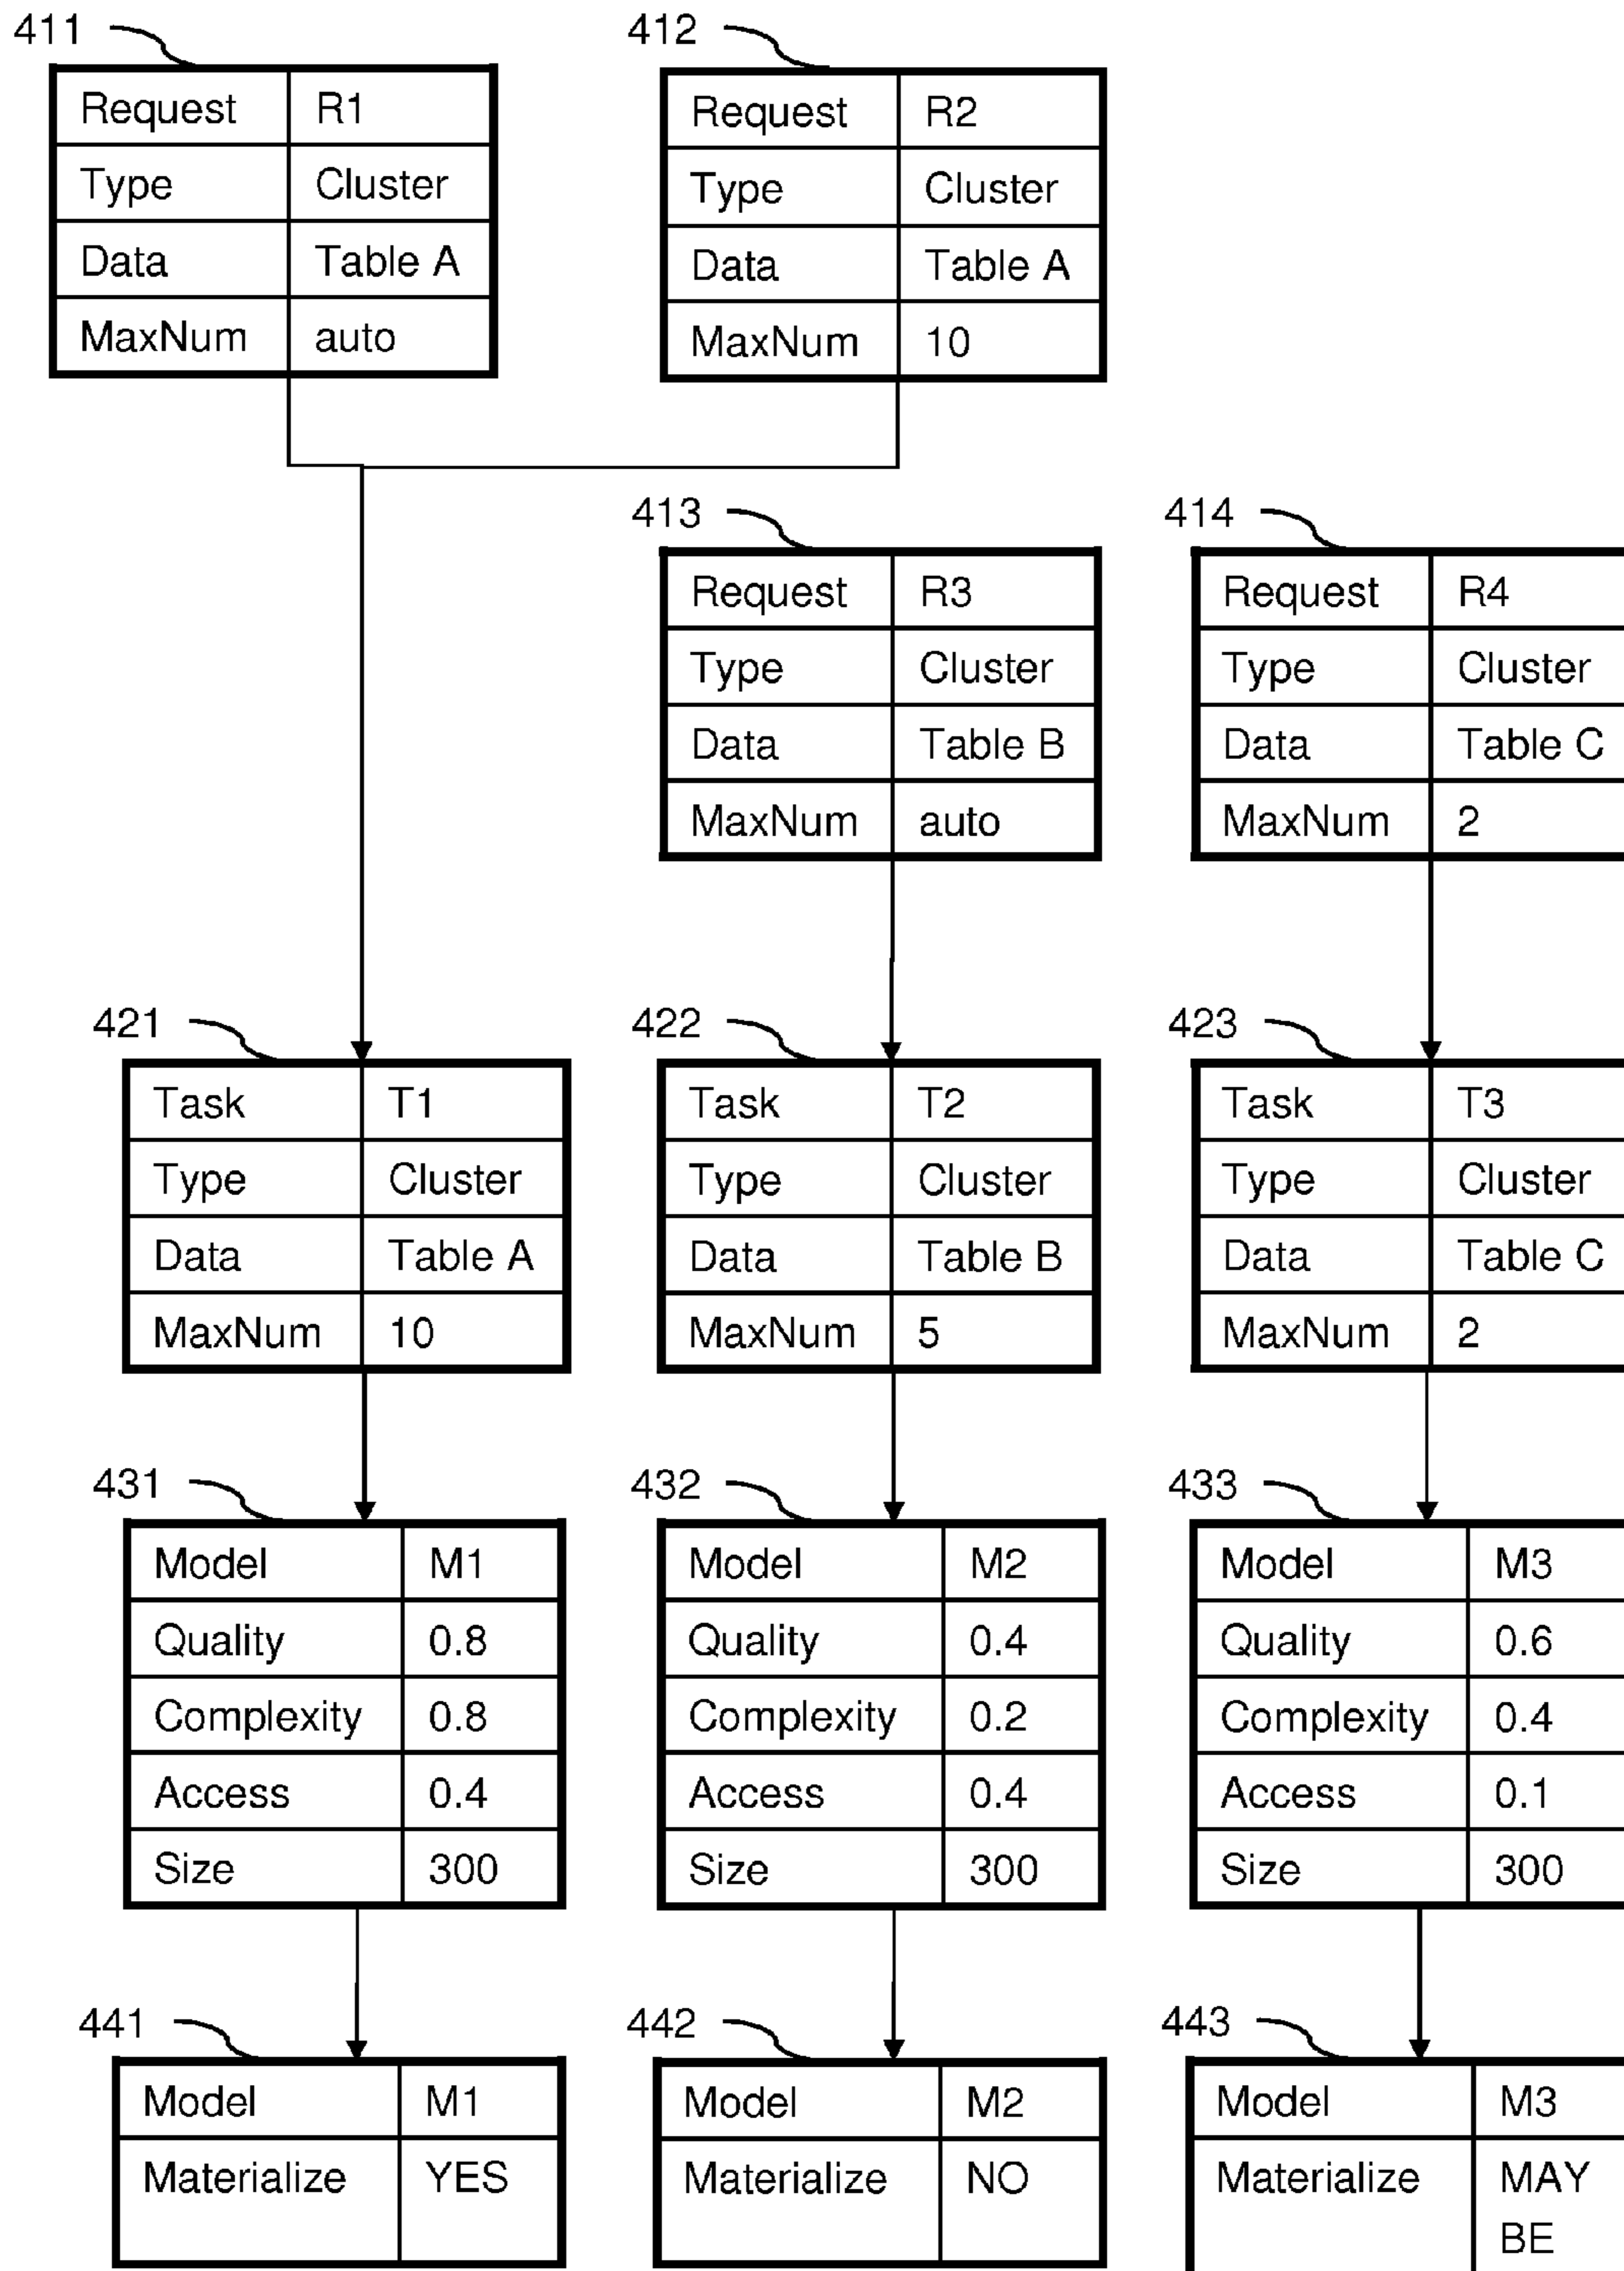 411
412
Request R1
Type Cluster
Data Table A
MaxNum auto
Request R2
Type Cluster
Data Table A
MaxNum 10
413
414
Request R3
Type Cluster
Data Table B
MaxNum auto
Request R4
Type Cluster
Data Table C
MaxNum 2
421
422
423
Task T1
Type Cluster
Data Table A
MaxNum 10
Task T2
Type Cluster
Data Table B
MaxNum 5
Task T3
Type Cluster
Data Table C
MaxNum 2
431
432
433
Model M1
Quality 0.8
Complexity 0.8
Access 0.4
Size 300
Model M2
Quality 0.4
Complexity 0.2
Access 0.4
Size 300
Model M3
Quality 0.6
Complexity 0.4
Access 0.1
Size 300
441
442
443
Model M1
Materialize YES
Model M2
Materialize NO
Model M3
Materialize MAY
BE